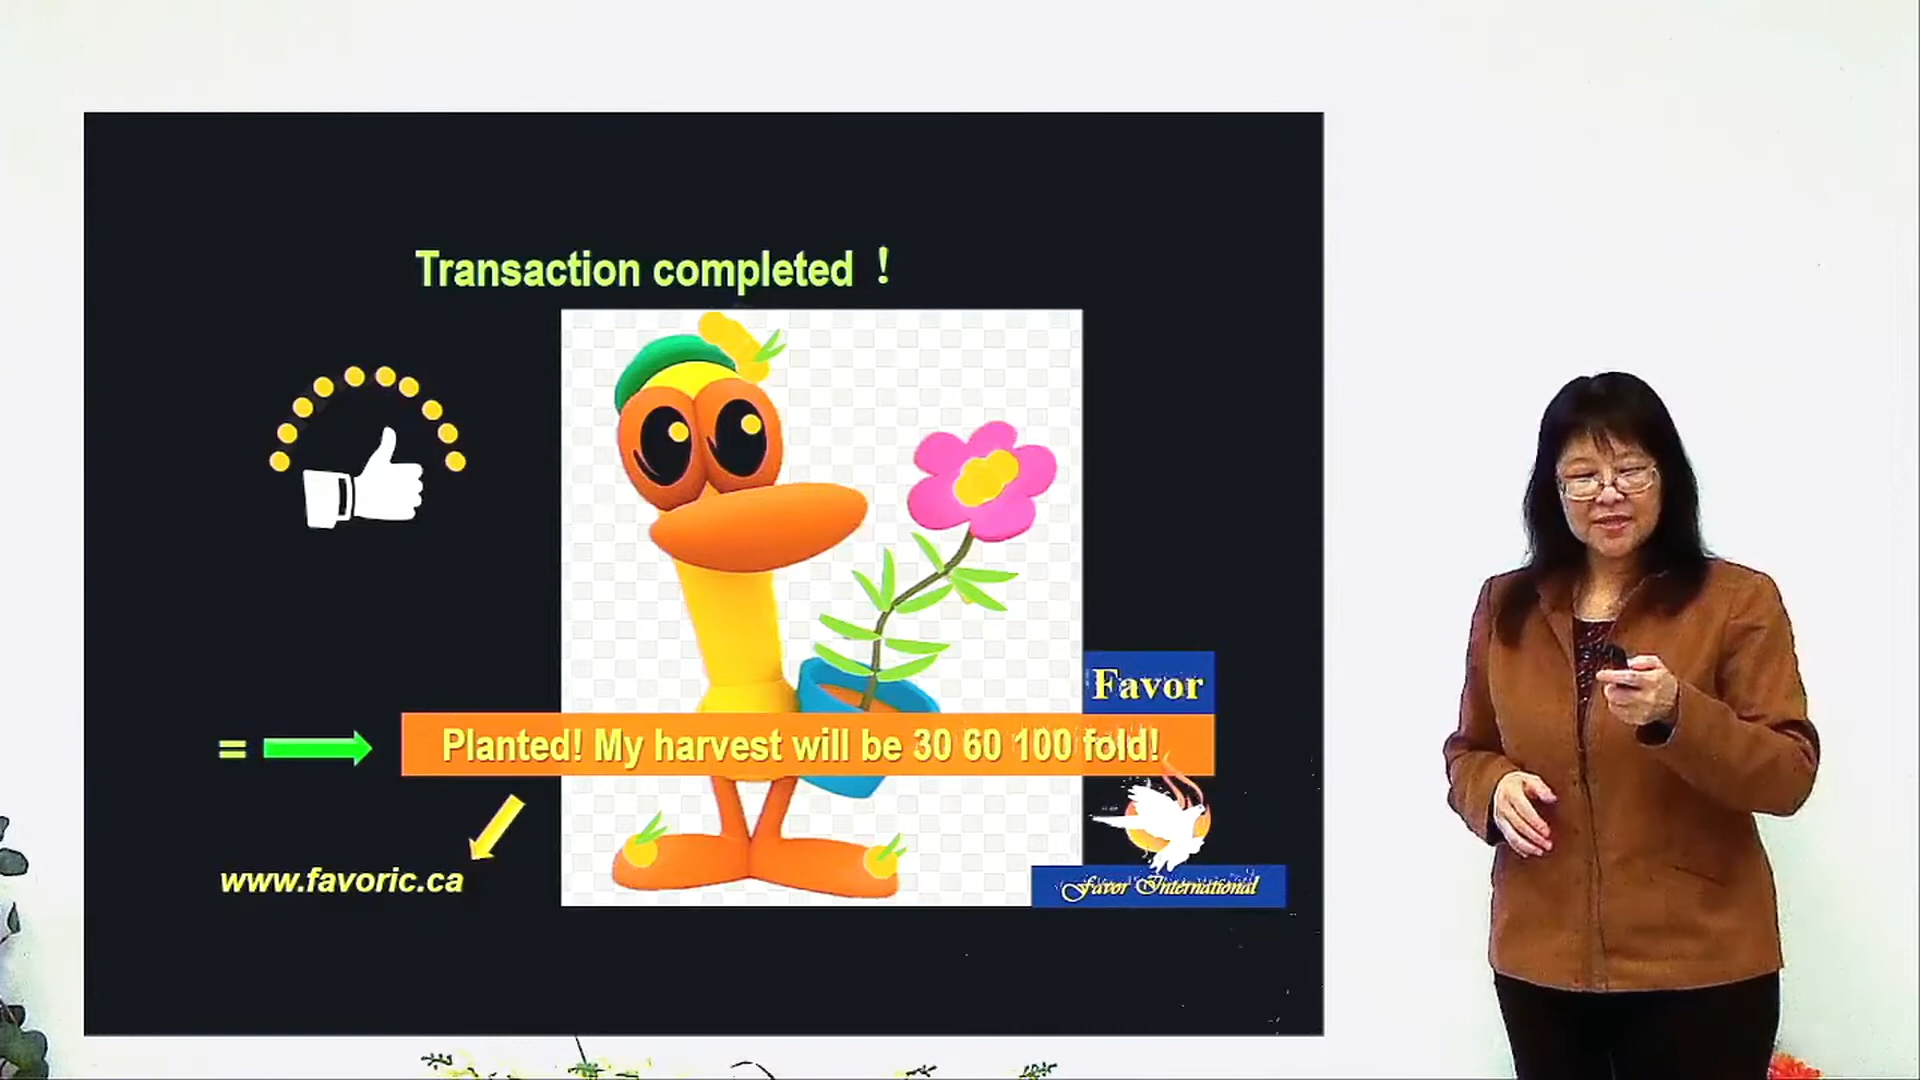 Transaction completed！
Favor
= Planted! My harvest will be 30 60 100 fold!
www.favoric.ca
Favor International